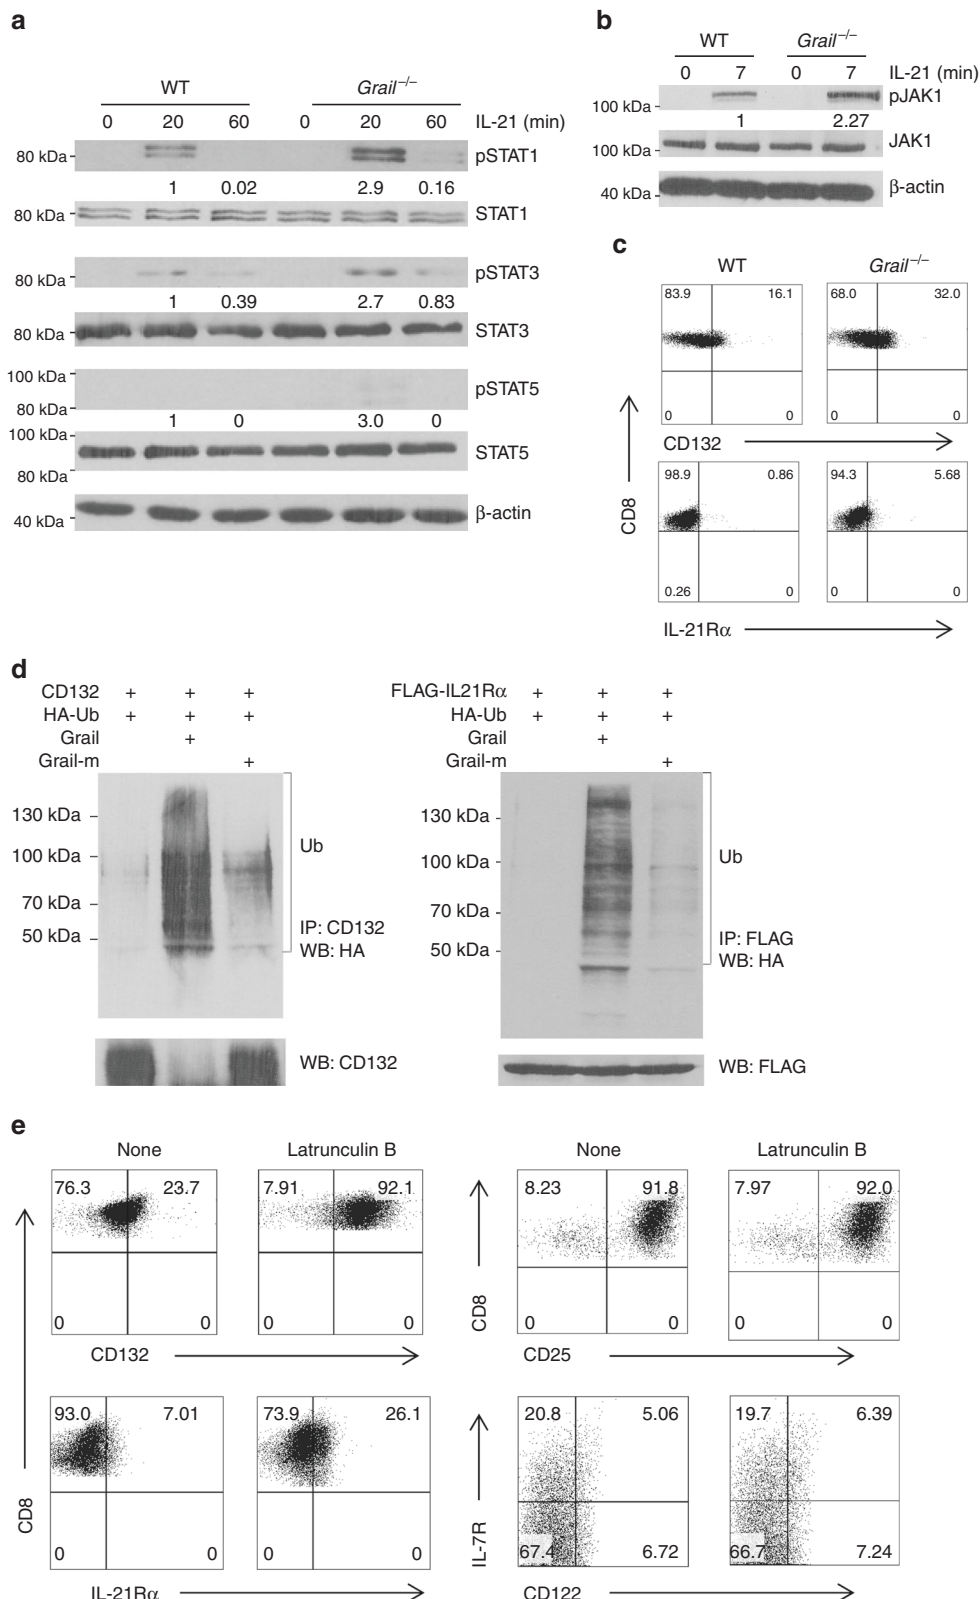 a
WT Grail–/–
0 20 60 0 20 60 IL-21 (min)
80 kDa pSTAT1
1 0.02 2.9 0.16
80 kDa STAT1
pSTAT3
80 kDa
1 0.39 2.7 0.83
80 kDa STAT3
100 kDa
pSTAT5
80 kDa
1 0 3.0 0
100 kDa
STAT5
80 kDa
40 kDa β-actin
b
WT Grail–/–
0 7 0 7 IL-21 (min)
100 kDa pJAK1
1 2.27
100 kDa JAK1
40 kDa β-actin
c
WT Grail–/–
83.9 16.1 68.0 32.0
0 0 0 0
CD132
98.9 0.86 94.3 5.68
CD8
0.26 0 0 0
IL-21Rα
d
CD132 + + +
HA-Ub + + +
Grail +
Grail-m +
130 kDa
100 kDa
70 kDa
50 kDa
Ub
IP: CD132
WB: HA
WB: CD132
FLAG-IL21Rα + + +
HA-Ub + + +
Grail +
Grail-m +
130 kDa
100 kDa
70 kDa
50 kDa
Ub
IP: FLAG
WB: HA
WB: FLAG
e
None Latrunculin B
76.3 23.7 7.91 92.1
0 0 0 0
CD132
93.0 7.01 73.9 26.1
CD8
0 0 0 0
IL-21Rα
None Latrunculin B
8.23 91.8 7.97 92.0
CD8
0 0 0 0
CD25
20.8 5.06 19.7 6.39
IL-7R
67.4 6.72 66.7 7.24
CD122